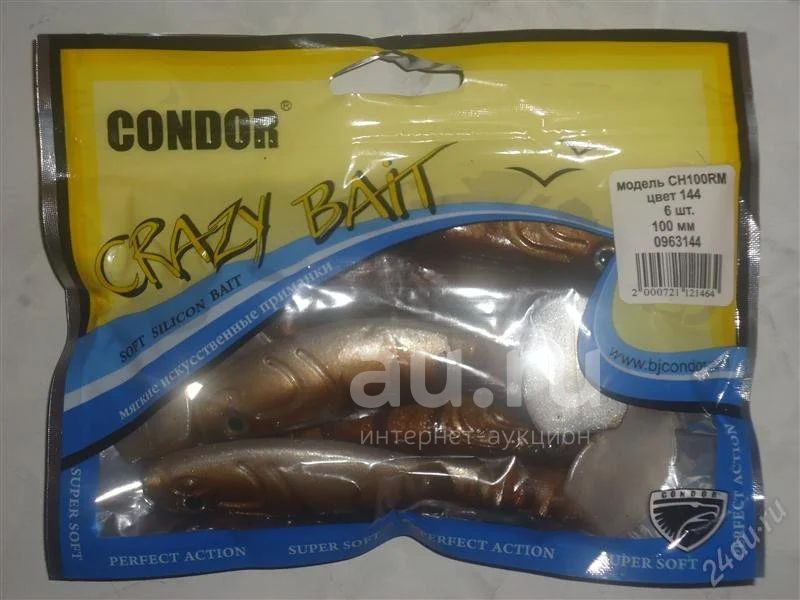 CONDOR®
CRAZY BAIT
SOFT SILICON BAIT
мягкие искусственные приманки
модель CH100RM
цвет 144
6 шт.
100 мм
0963144
2 000721 121464
www.bjcondor
au.ru
интернет-аукцион
CONDOR
SUPER SOFT
PERFECT ACTION
SUPER SOFT
PERFECT ACTION
SUPER SOFT
PERFECT ACTION
24au.ru